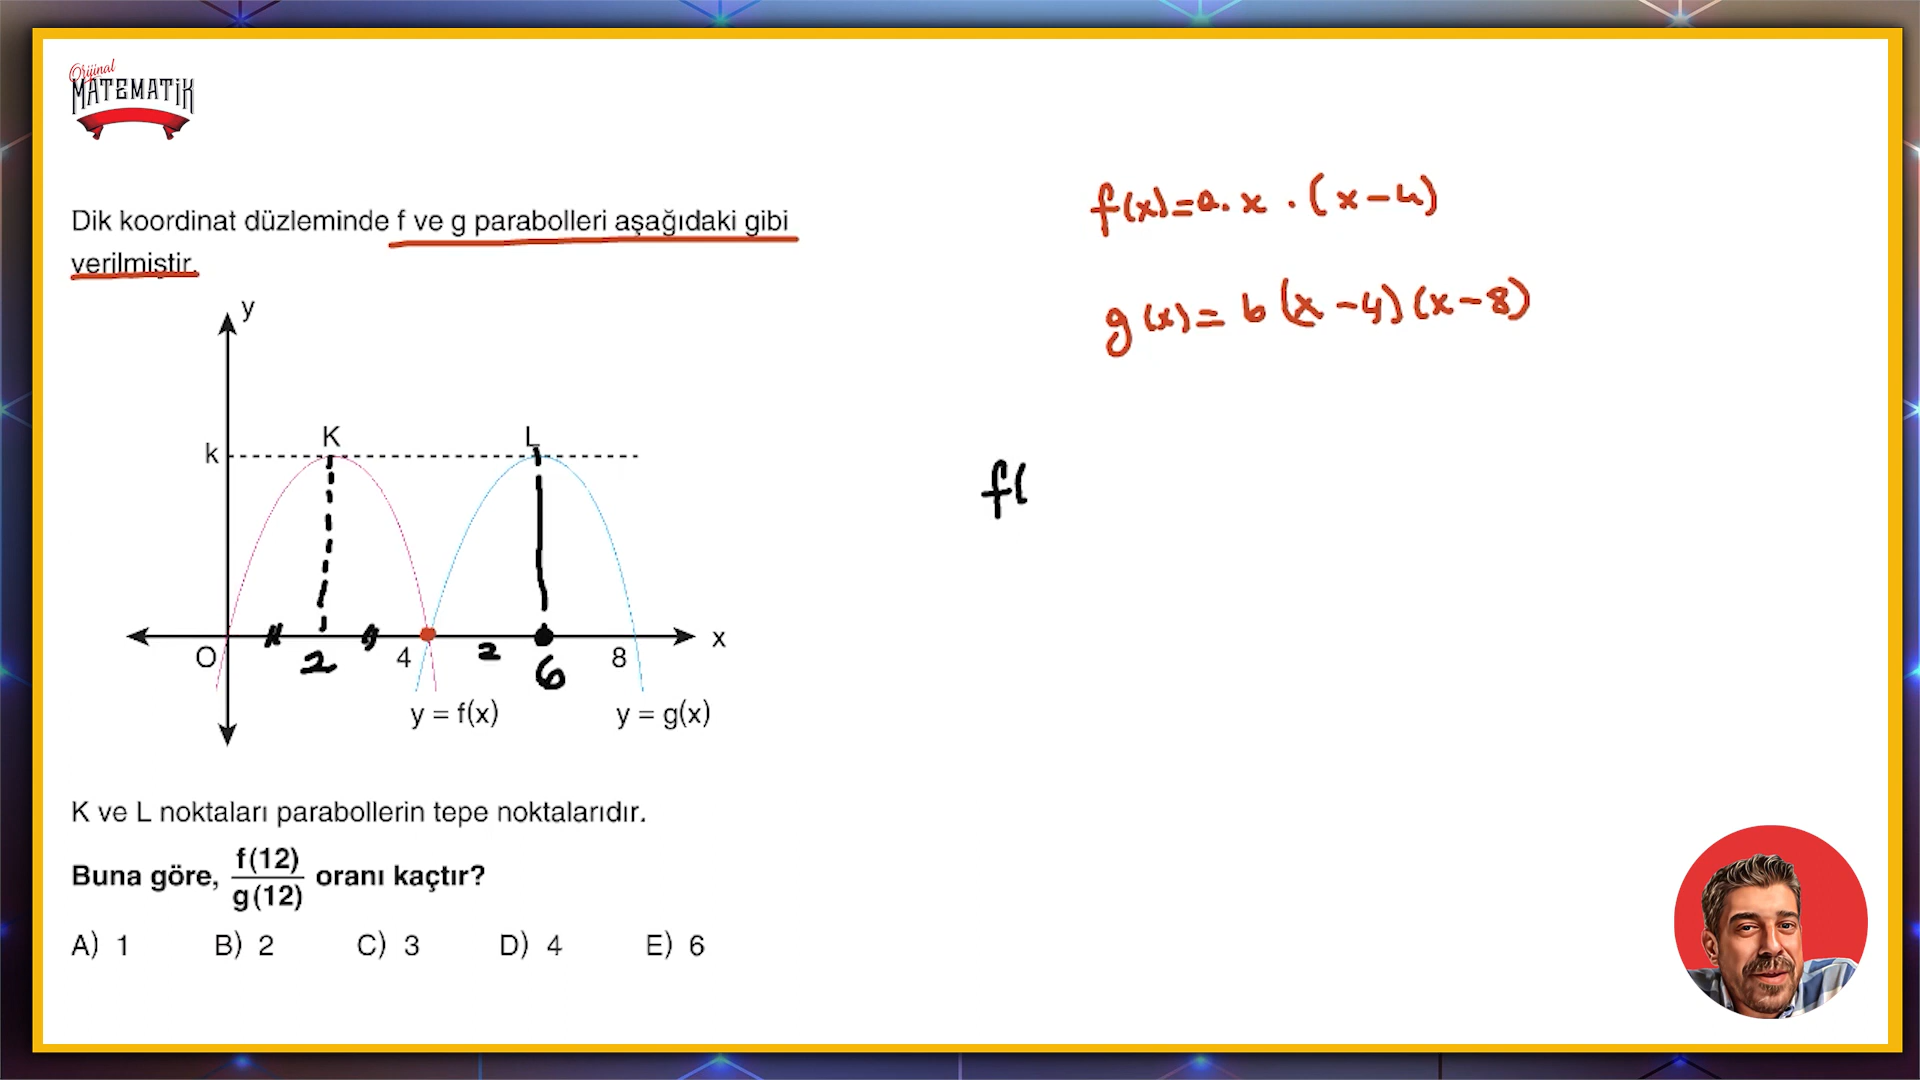 Orijinal
MATEMATİK
Dik koordinat düzleminde f ve g parabolleri aşağıdaki gibi
verilmiştir.
y
k
K
L
O
2
4
2
6
8
x
y = f(x)
y = g(x)
K ve L noktaları parabollerin tepe noktalarıdır.
Buna göre, f(12)/g(12) oranı kaçtır?
A) 1 B) 2 C) 3 D) 4 E) 6
f(x)=a.x.(x-4)
g(x)= b(x-4)(x-8)
f(